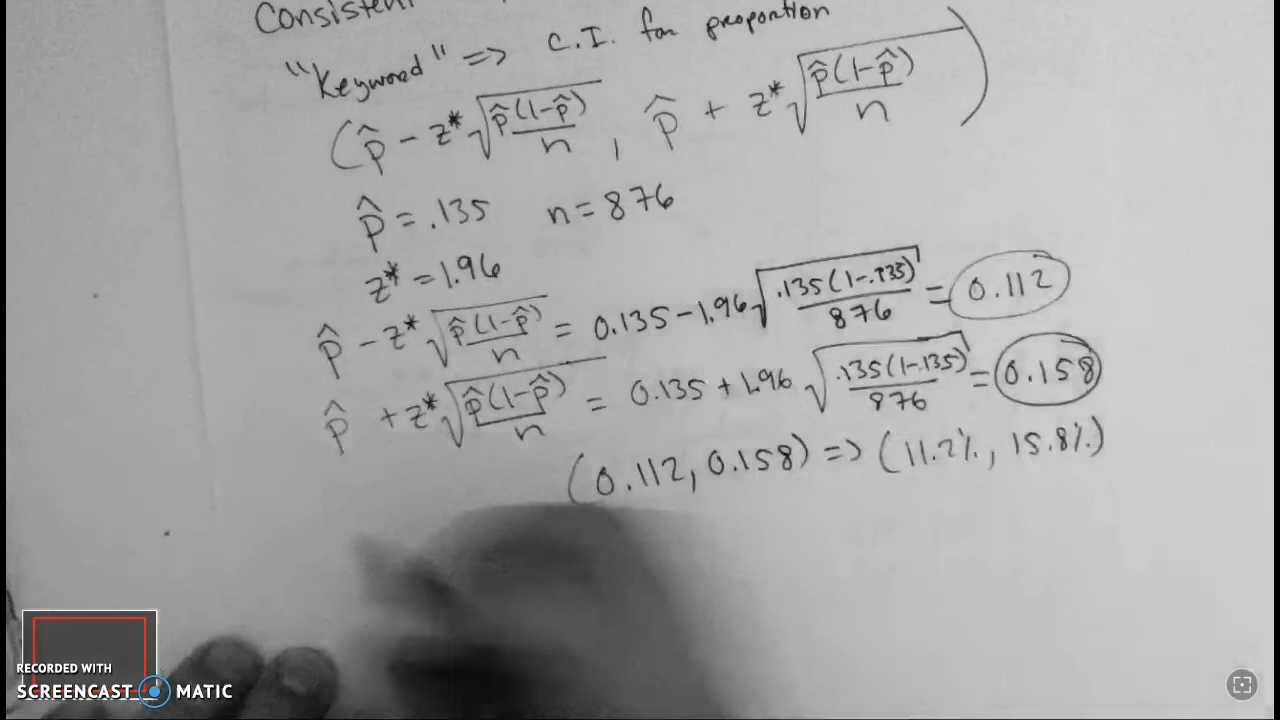 Consistent
"Keyword" => C.I. for proportion
(p̂ - z*√(p̂(1-p̂)/n) , p̂ + z*√(p̂(1-p̂)/n))
p̂ = .135 n = 876
z* = 1.96
p̂ - z*√(p̂(1-p̂)/n) = 0.135 - 1.96√(.135(1-.135)/876) = 0.112
p̂ + z*√(p̂(1-p̂)/n) = 0.135 + 1.96√(.135(1-.135)/876) = 0.158
(0.112, 0.158) => (11.2%, 15.8%)
RECORDED WITH
SCREENCAST MATIC